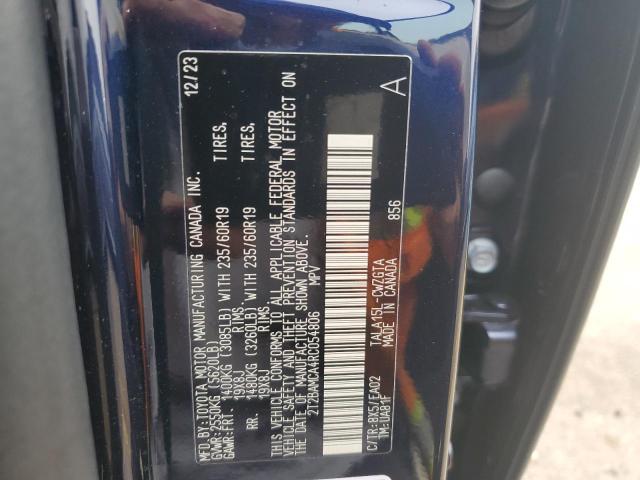 MFD.BY:TOYOTA MOTOR MANUFACTURING CANADA INC. 12/23
GVWR:2550KG (5620LB)
GAWR:FRT. 1400KG (3085LB) WITH 235/60R19 TIRES,
19X8J RIMS
RR. 1480KG (3260LB) WITH 235/60R19 TIRES,
19X8J RIMS
THIS VEHICLE CONFORMS TO ALL APPLICABLE FEDERAL MOTOR
VEHICLE SAFETY AND THEFT PREVENTION STANDARDS IN EFFECT ON
THE DATE OF MANUFACTURE SHOWN ABOVE.
2T2BAMCA4RC054806 MPV
A
C/TR:8X5/EA02 TALA15L-CWZGTA 856
TM:UA81F MADE IN CANADA